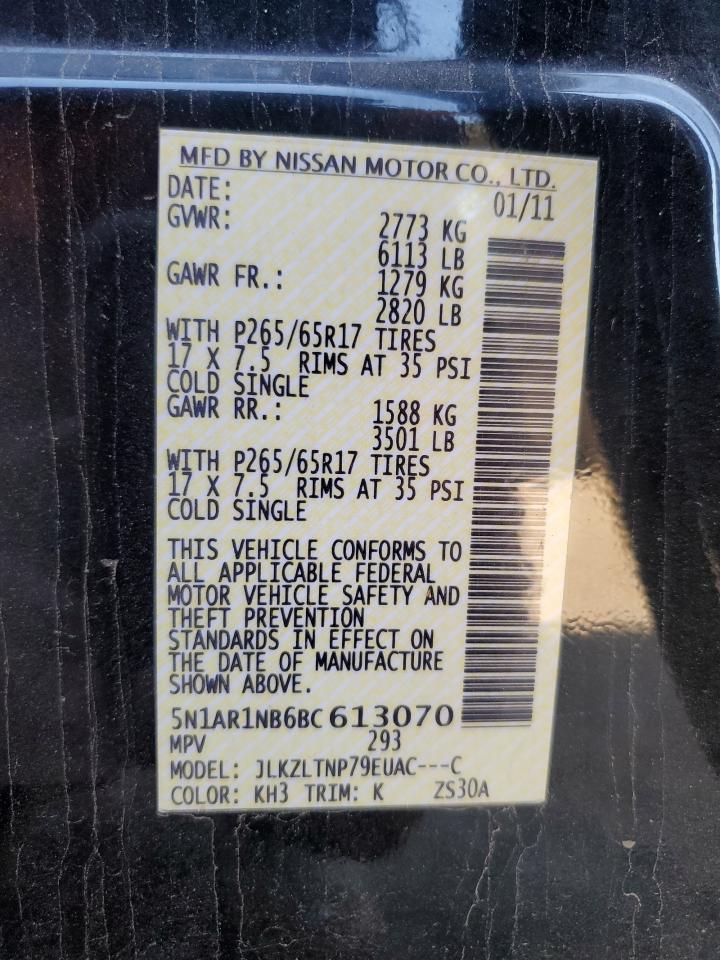 MFD BY NISSAN MOTOR CO., LTD.
DATE: 01/11
GVWR: 2773 KG
6113 LB
GAWR FR.: 1279 KG
2820 LB
WITH P265/65R17 TIRES
17 X 7.5 RIMS AT 35 PSI
COLD SINGLE
GAWR RR.: 1588 KG
3501 LB
WITH P265/65R17 TIRES
17 X 7.5 RIMS AT 35 PSI
COLD SINGLE
THIS VEHICLE CONFORMS TO
ALL APPLICABLE FEDERAL
MOTOR VEHICLE SAFETY AND
THEFT PREVENTION
STANDARDS IN EFFECT ON
THE DATE OF MANUFACTURE
SHOWN ABOVE.
5N1AR1NB6BC613070
MPV 293
MODEL: JLKZLTNP79EUAC---C
COLOR: KH3 TRIM: K ZS30A